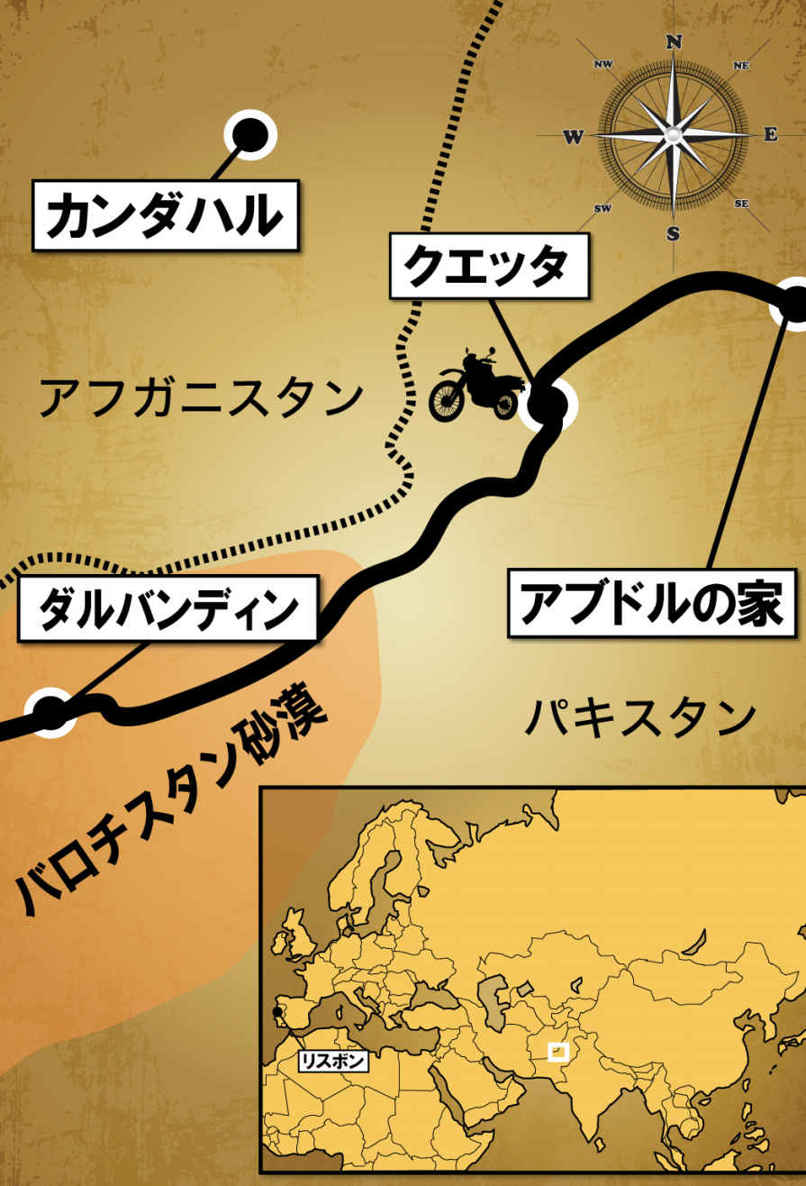 N
NW
NE
W
E
SW
SE
S
カンダハル
クエッタ
アフガニスタン
ダルバンディン
アブドルの家
パキスタン
バロチスタン砂漠
リスボン